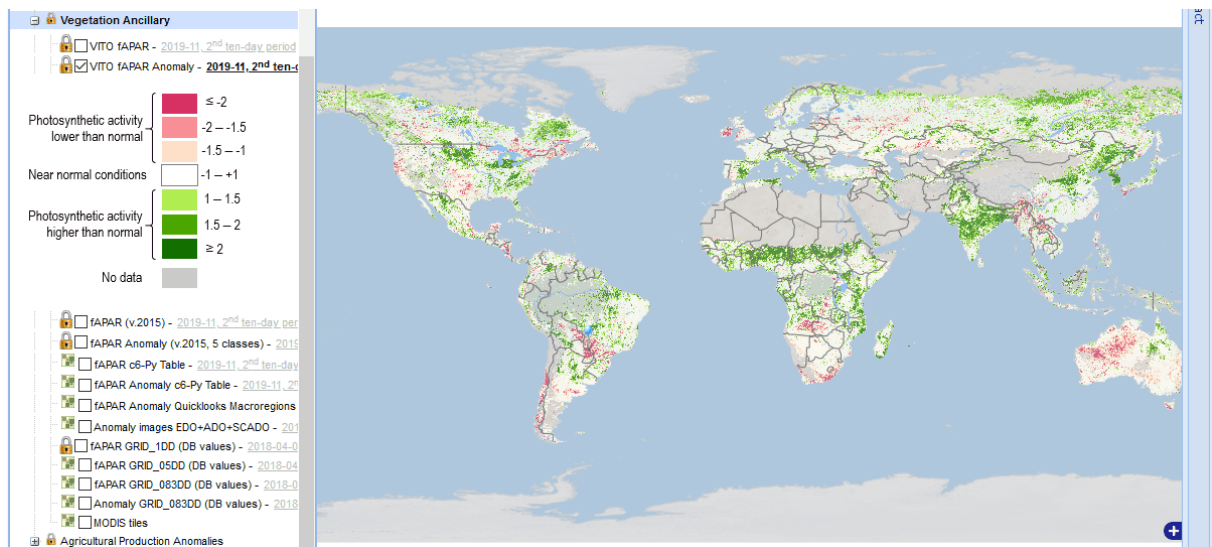 Vegetation Ancillary
VITO fAPAR - 2019-11, 2nd ten-day period
VITO fAPAR Anomaly - 2019-11, 2nd ten-
≤ -2
Photosynthetic activity
lower than normal
-2 – -1.5
-1.5 – -1
Near normal conditions
-1 – +1
1 – 1.5
Photosynthetic activity
higher than normal
1.5 – 2
≥ 2
No data
fAPAR (v.2015) - 2019-11, 2nd ten-day per
fAPAR Anomaly (v.2015, 5 classes) - 2019
fAPAR c6-Py Table - 2019-11, 2nd ten-day
fAPAR Anomaly c6-Py Table - 2019-11, 2n
fAPAR Anomaly Quicklooks Macroregions
Anomaly images EDO+ADO+SCADO - 201
fAPAR GRID_1DD (DB values) - 2018-04-0
fAPAR GRID_05DD (DB values) - 2018-04
fAPAR GRID_083DD (DB values) - 2018-0
Anomaly GRID_083DD (DB values) - 2018
MODIS tiles
Agricultural Production Anomalies
act